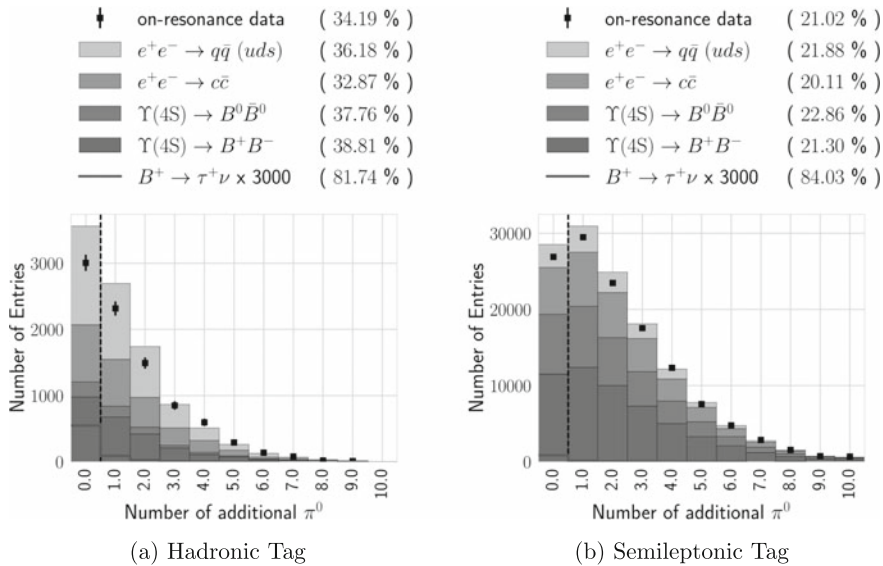 on-resonance data ( 34.19 % )
e⁺e⁻ → qq̄ (uds) ( 36.18 % )
e⁺e⁻ → cc̄ ( 32.87 % )
Υ(4S) → B⁰B̄⁰ ( 37.76 % )
Υ(4S) → B⁺B⁻ ( 38.81 % )
B⁺ → τ⁺ν x 3000 ( 81.74 % )
Number of Entries
3000
2000
1000
0
0.0 1.0 2.0 3.0 4.0 5.0 6.0 7.0 8.0 9.0 10.0
Number of additional π⁰
(a) Hadronic Tag
on-resonance data ( 21.02 % )
e⁺e⁻ → qq̄ (uds) ( 21.88 % )
e⁺e⁻ → cc̄ ( 20.11 % )
Υ(4S) → B⁰B̄⁰ ( 22.86 % )
Υ(4S) → B⁺B⁻ ( 21.30 % )
B⁺ → τ⁺ν x 3000 ( 84.03 % )
Number of Entries
30000
20000
10000
0
0.0 1.0 2.0 3.0 4.0 5.0 6.0 7.0 8.0 9.0 10.0
Number of additional π⁰
(b) Semileptonic Tag